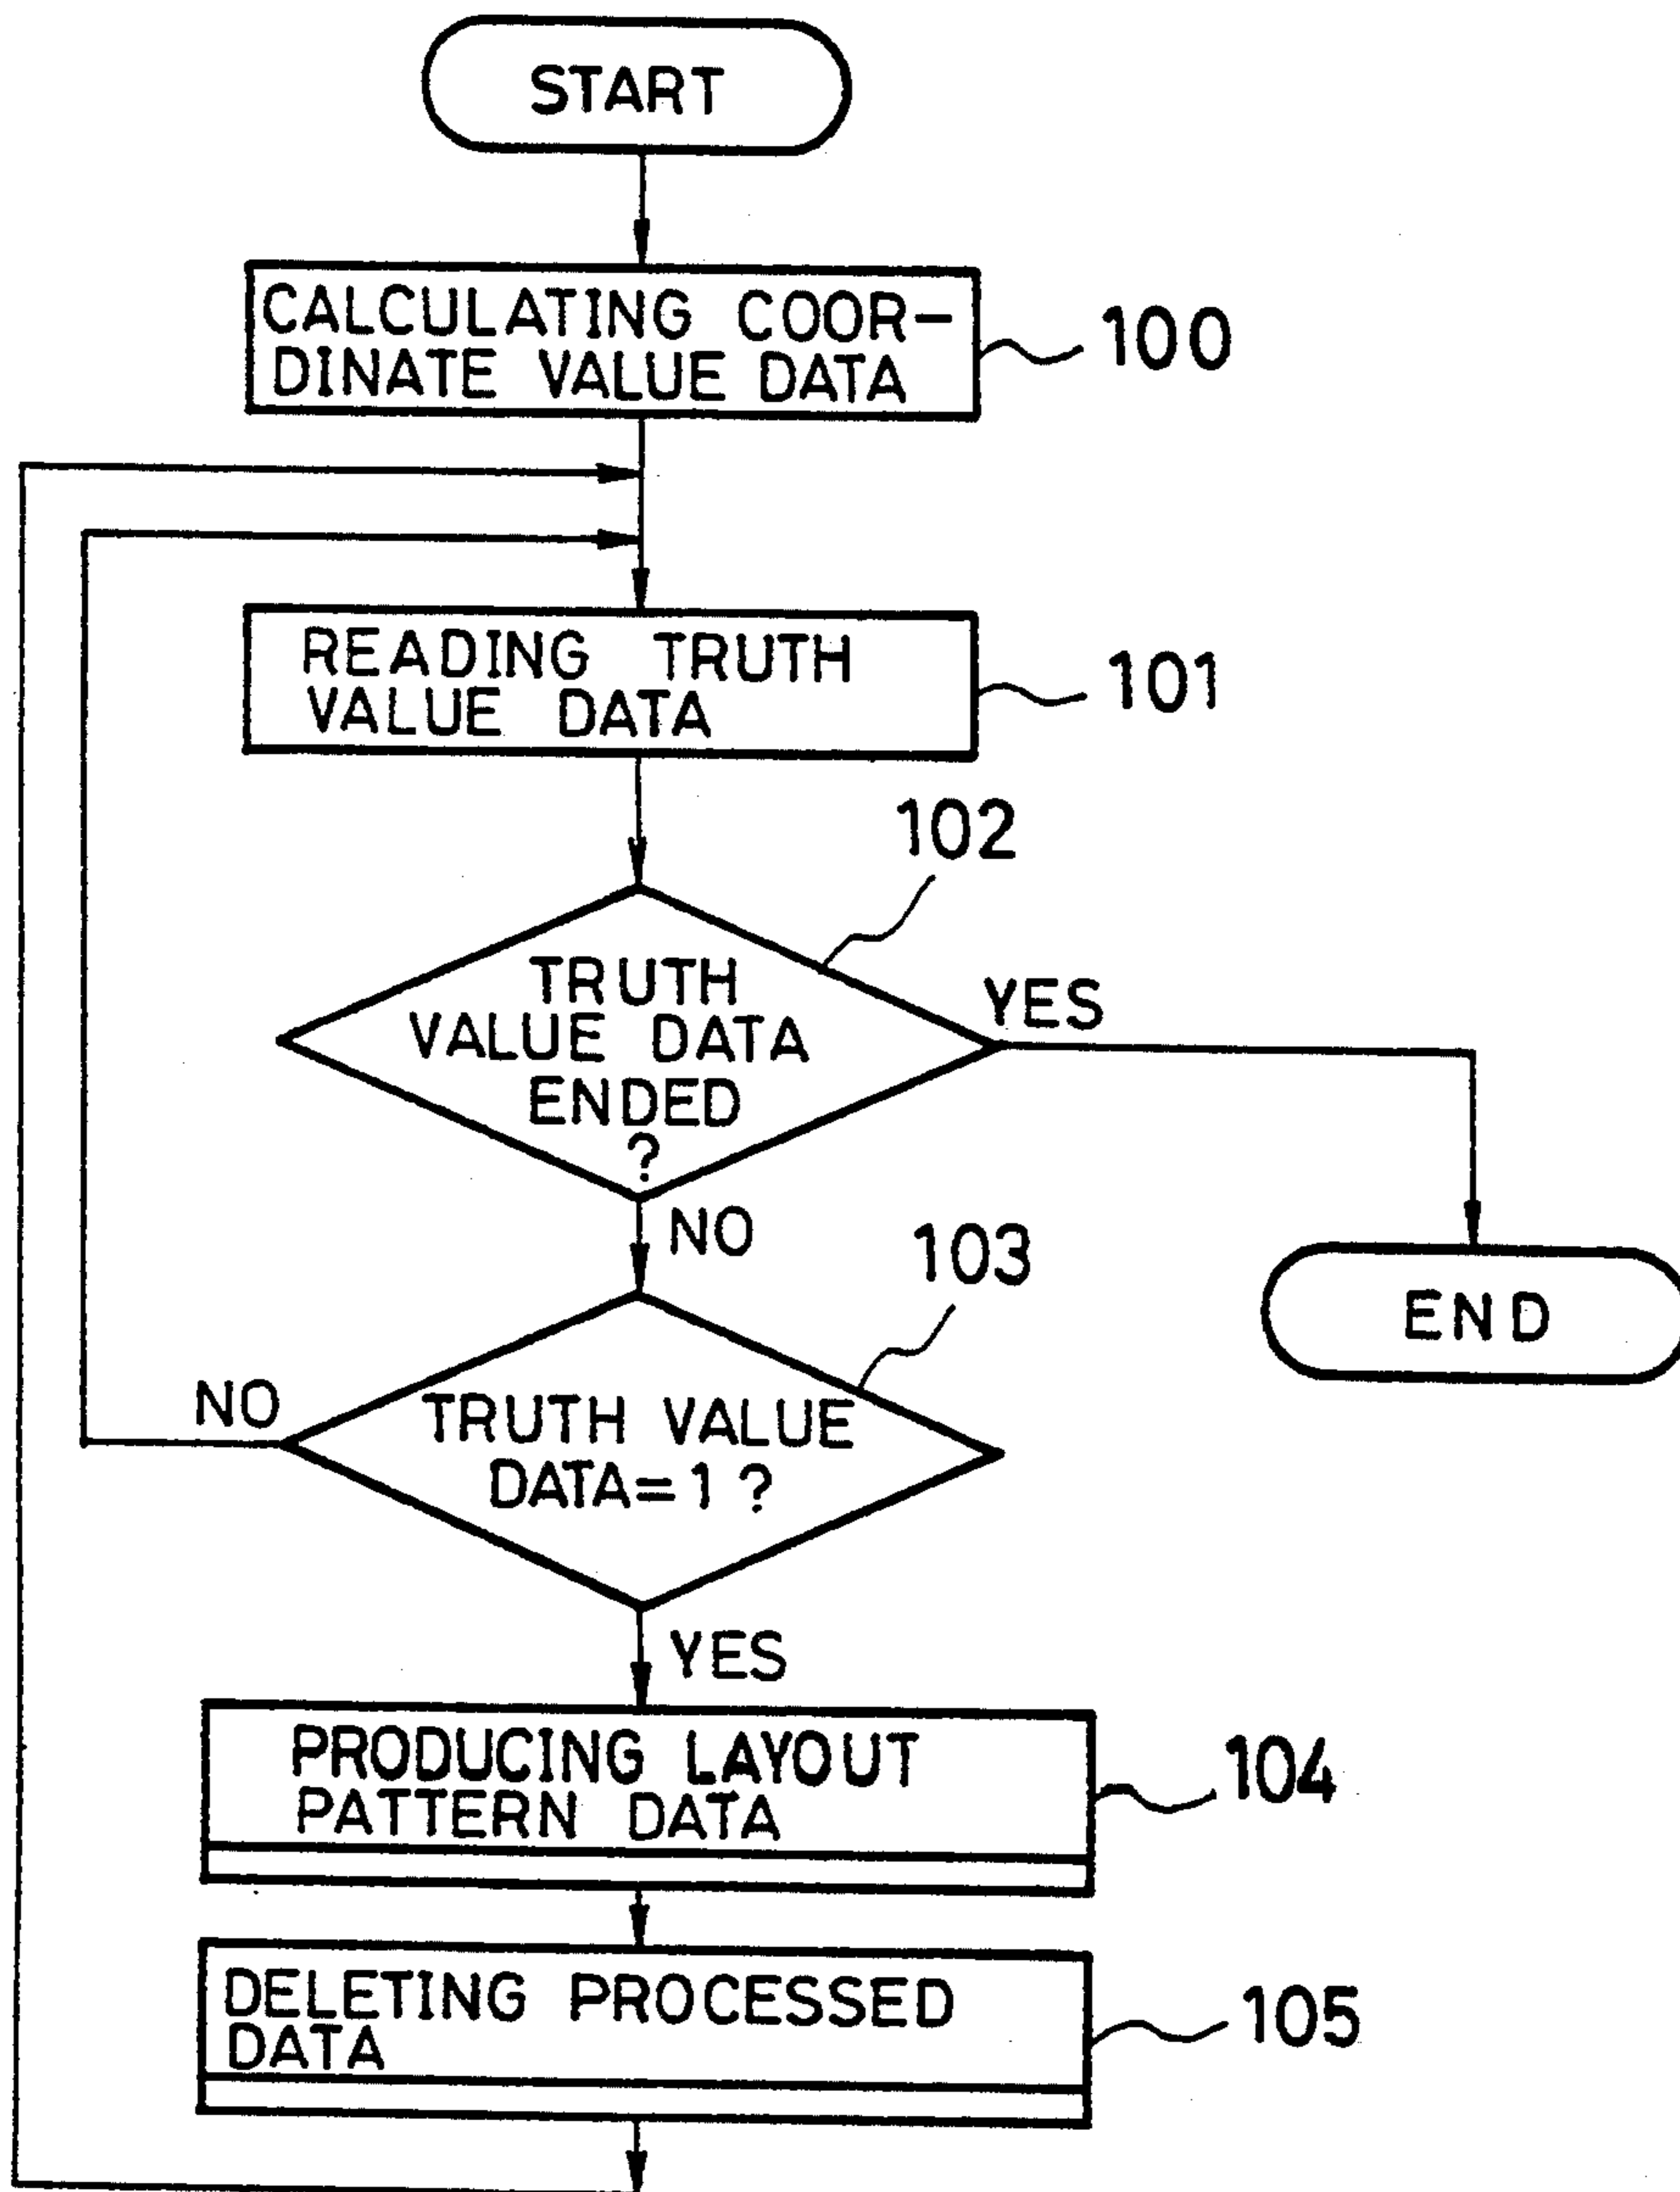 START
CALCULATING COOR-
DINATE VALUE DATA
100
READING TRUTH
VALUE DATA
101
102
TRUTH
VALUE DATA
ENDED
?
YES
NO
103
END
NO
TRUTH VALUE
DATA=1?
YES
PRODUCING LAYOUT
PATTERN DATA
104
DELETING PROCESSED
DATA
105